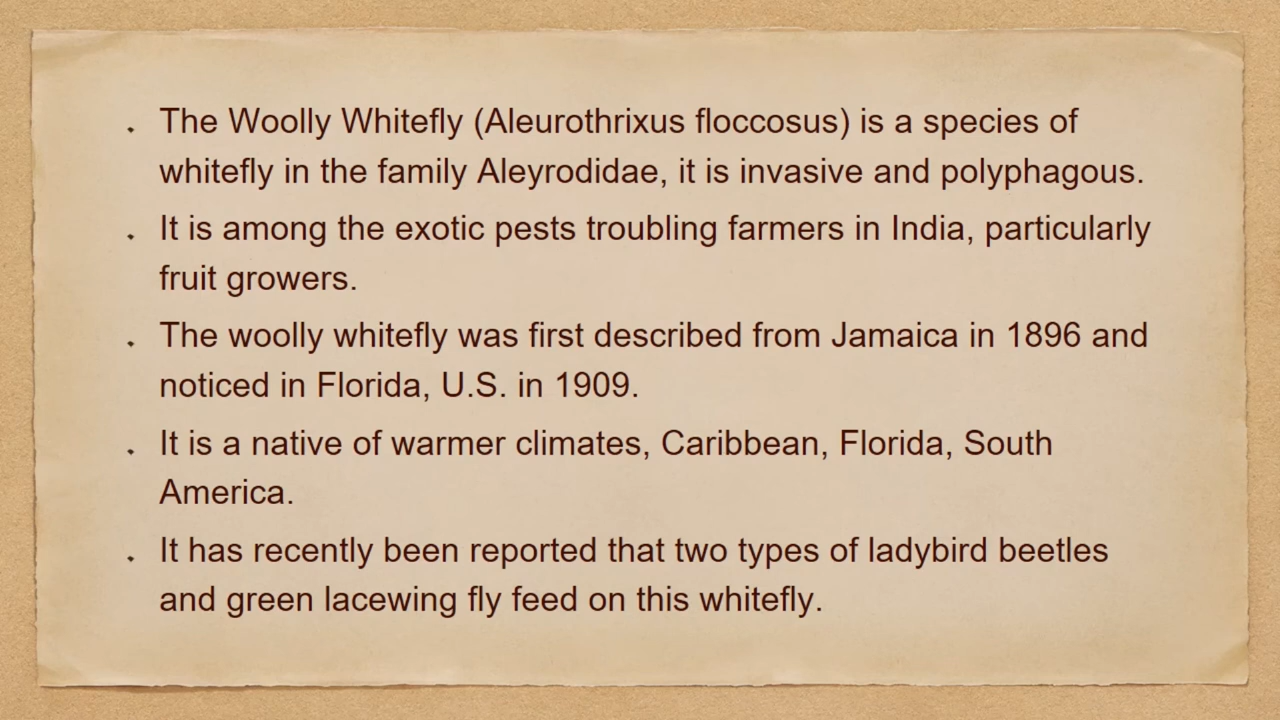 The Woolly Whitefly (Aleurothrixus floccosus) is a species of
whitefly in the family Aleyrodidae, it is invasive and polyphagous.
It is among the exotic pests troubling farmers in India, particularly
fruit growers.
The woolly whitefly was first described from Jamaica in 1896 and
noticed in Florida, U.S. in 1909.
It is a native of warmer climates, Caribbean, Florida, South
America.
It has recently been reported that two types of ladybird beetles
and green lacewing fly feed on this whitefly.